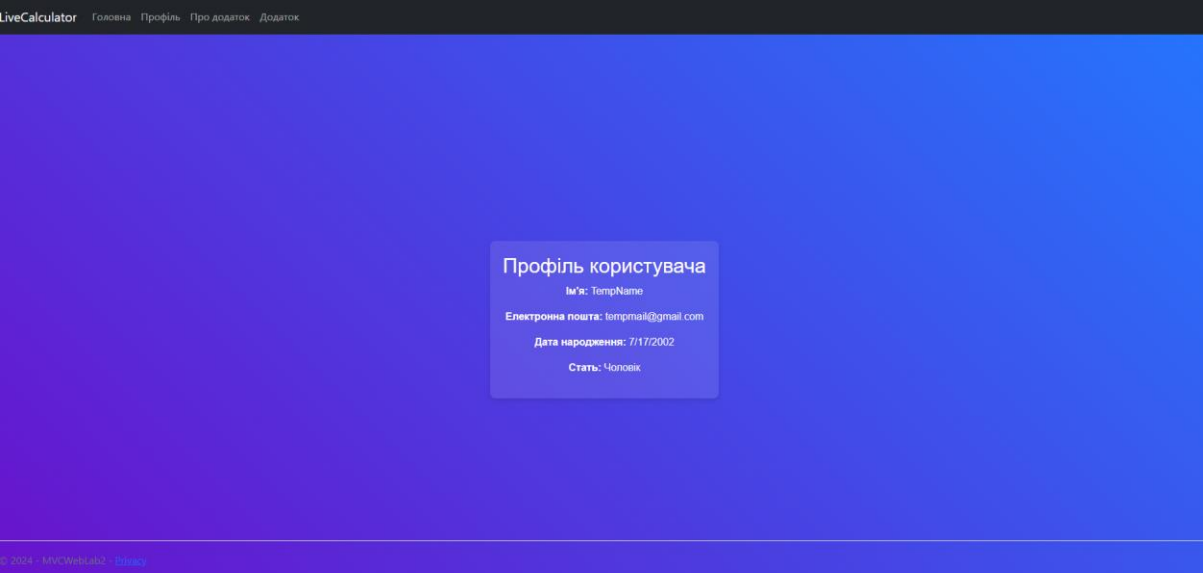 LiveCalculator Головна Профіль Про додаток Додаток
Профіль користувача
Ім'я: TempName
Електронна пошта: tempmail@gmail.com
Дата народження: 7/17/2002
Стать: Чоловік
© 2024 - MVCWebLab2 - Privacy